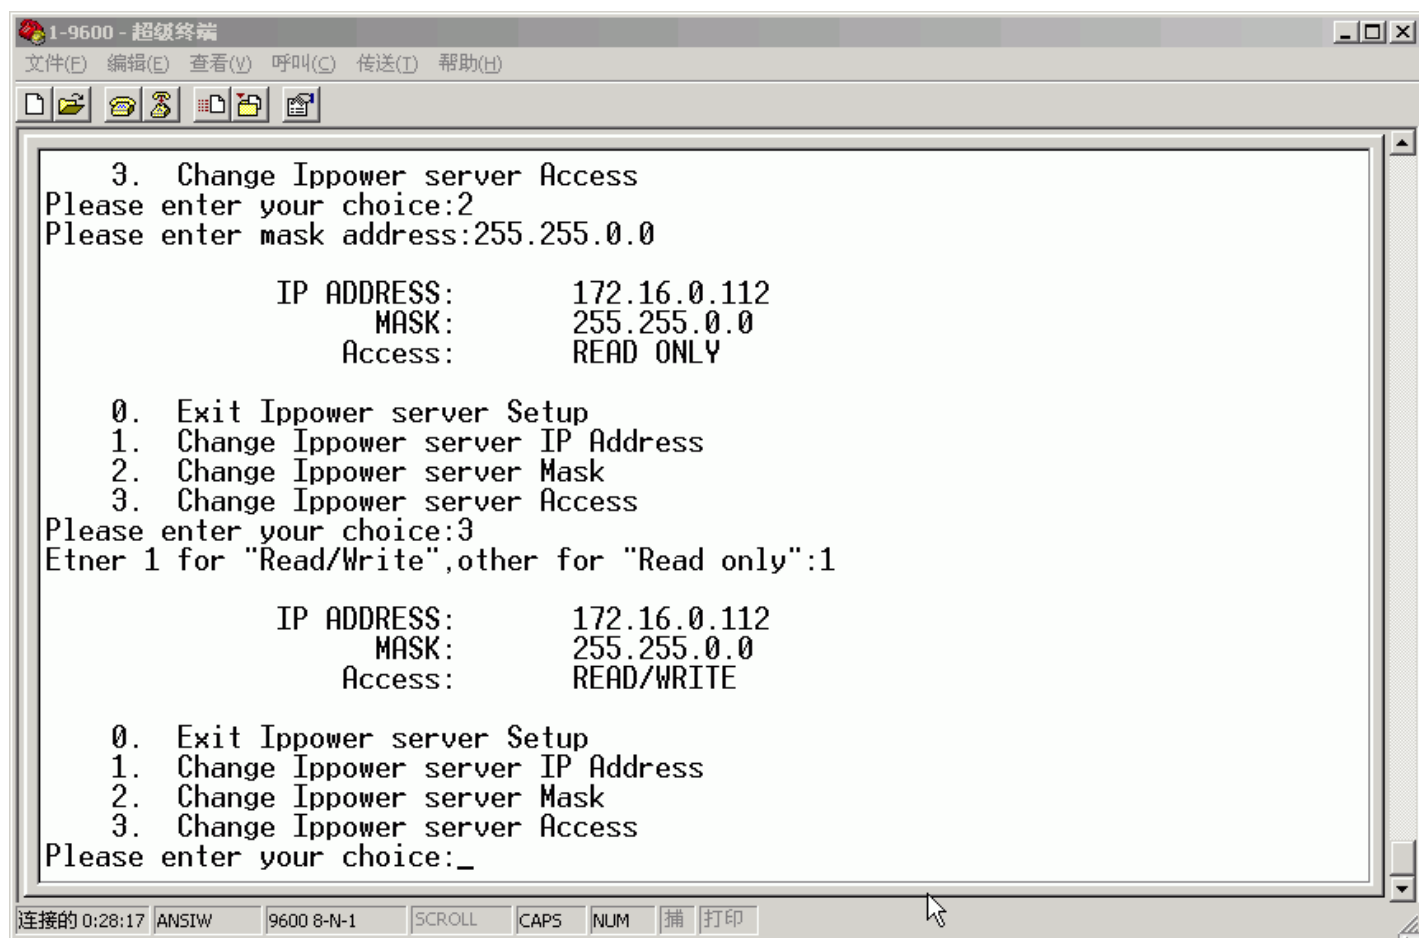 1-9600 - 超级终端
文件(F) 编辑(E) 查看(V) 呼叫(C) 传送(T) 帮助(H)
3. Change Ippower server Access
Please enter your choice:2
Please enter mask address:255.255.0.0
IP ADDRESS: 172.16.0.112
MASK: 255.255.0.0
Access: READ ONLY
0. Exit Ippower server Setup
1. Change Ippower server IP Address
2. Change Ippower server Mask
3. Change Ippower server Access
Please enter your choice:3
Etner 1 for "Read/Write",other for "Read only":1
IP ADDRESS: 172.16.0.112
MASK: 255.255.0.0
Access: READ/WRITE
0. Exit Ippower server Setup
1. Change Ippower server IP Address
2. Change Ippower server Mask
3. Change Ippower server Access
Please enter your choice:_
连接的 0:28:17 ANSIW 9600 8-N-1 SCROLL CAPS NUM 捕 打印